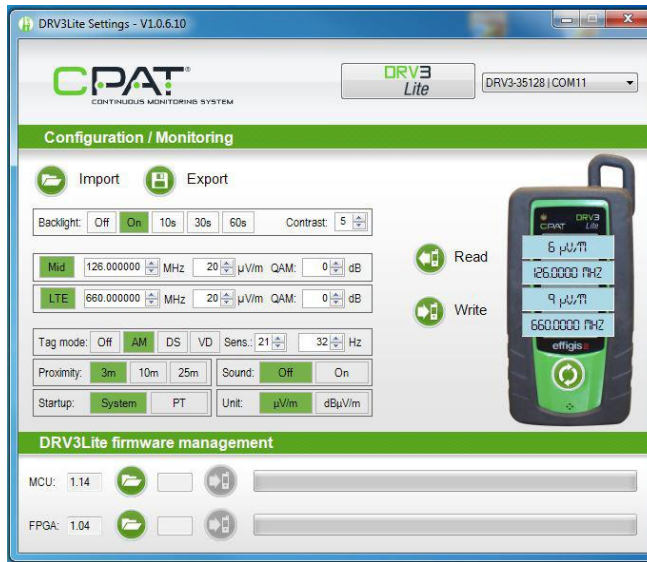 DRV3Lite Settings - V1.0.6.10
CPAT®
CONTINUOUS MONITORING SYSTEM
DRV3 Lite
DRV3-35128 | COM11
Configuration / Monitoring
Import Export
Backlight: Off On 10s 30s 60s Contrast: 5
Mid 126.000000 MHz 20 µV/m QAM: 0 dB
LTE 660.000000 MHz 20 µV/m QAM: 0 dB
Tag mode: Off AM DS VD Sens.: 21 32 Hz
Proximity: 3m 10m 25m Sound: Off On
Startup: System PT Unit: µV/m dBµV/m
Read
Write
CPAT DRV3 Lite
6 µV/m
126.0000 MHZ
9 µV/m
660.0000 MHZ
effigis
DRV3Lite firmware management
MCU: 1.14
FPGA: 1.04